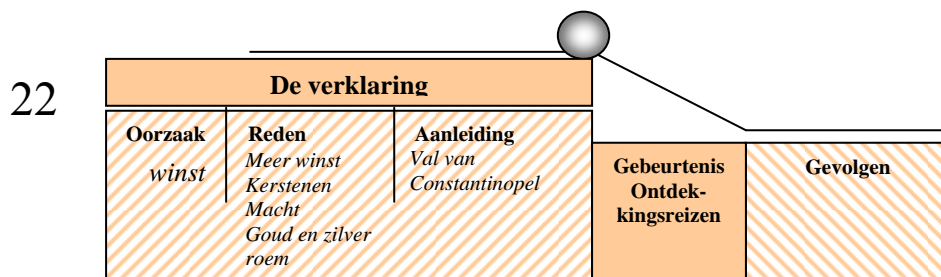 22
De verklaring
Oorzaak
winst
Reden
Meer winst
Kerstenen
Macht
Goud en zilver
roem
Aanleiding
Val van
Constantinopel
Gebeurtenis
Ontdek-
kingsreizen
Gevolgen